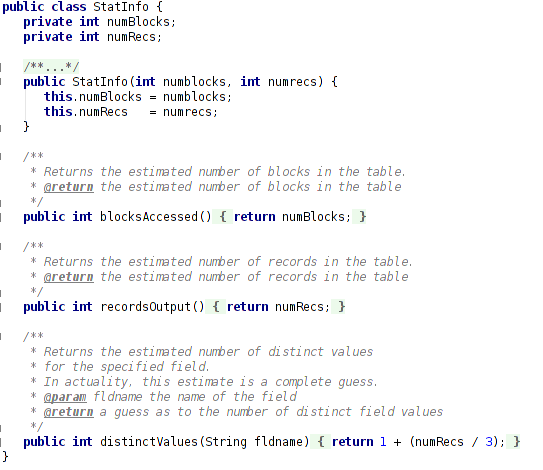 public class StatInfo {
   private int numBlocks;
   private int numRecs;

   /**...*/
   public StatInfo(int numblocks, int numrecs) {
      this.numBlocks = numblocks;
      this.numRecs   = numrecs;
   }

   /**
    * Returns the estimated number of blocks in the table.
    * @return the estimated number of blocks in the table
    */
   public int blocksAccessed() { return numBlocks; }

   /**
    * Returns the estimated number of records in the table.
    * @return the estimated number of records in the table
    */
   public int recordsOutput() { return numRecs; }

   /**
    * Returns the estimated number of distinct values
    * for the specified field.
    * In actuality, this estimate is a complete guess.
    * @param fldname the name of the field
    * @return a guess as to the number of distinct field values
    */
   public int distinctValues(String fldname) { return 1 + (numRecs / 3); }
}